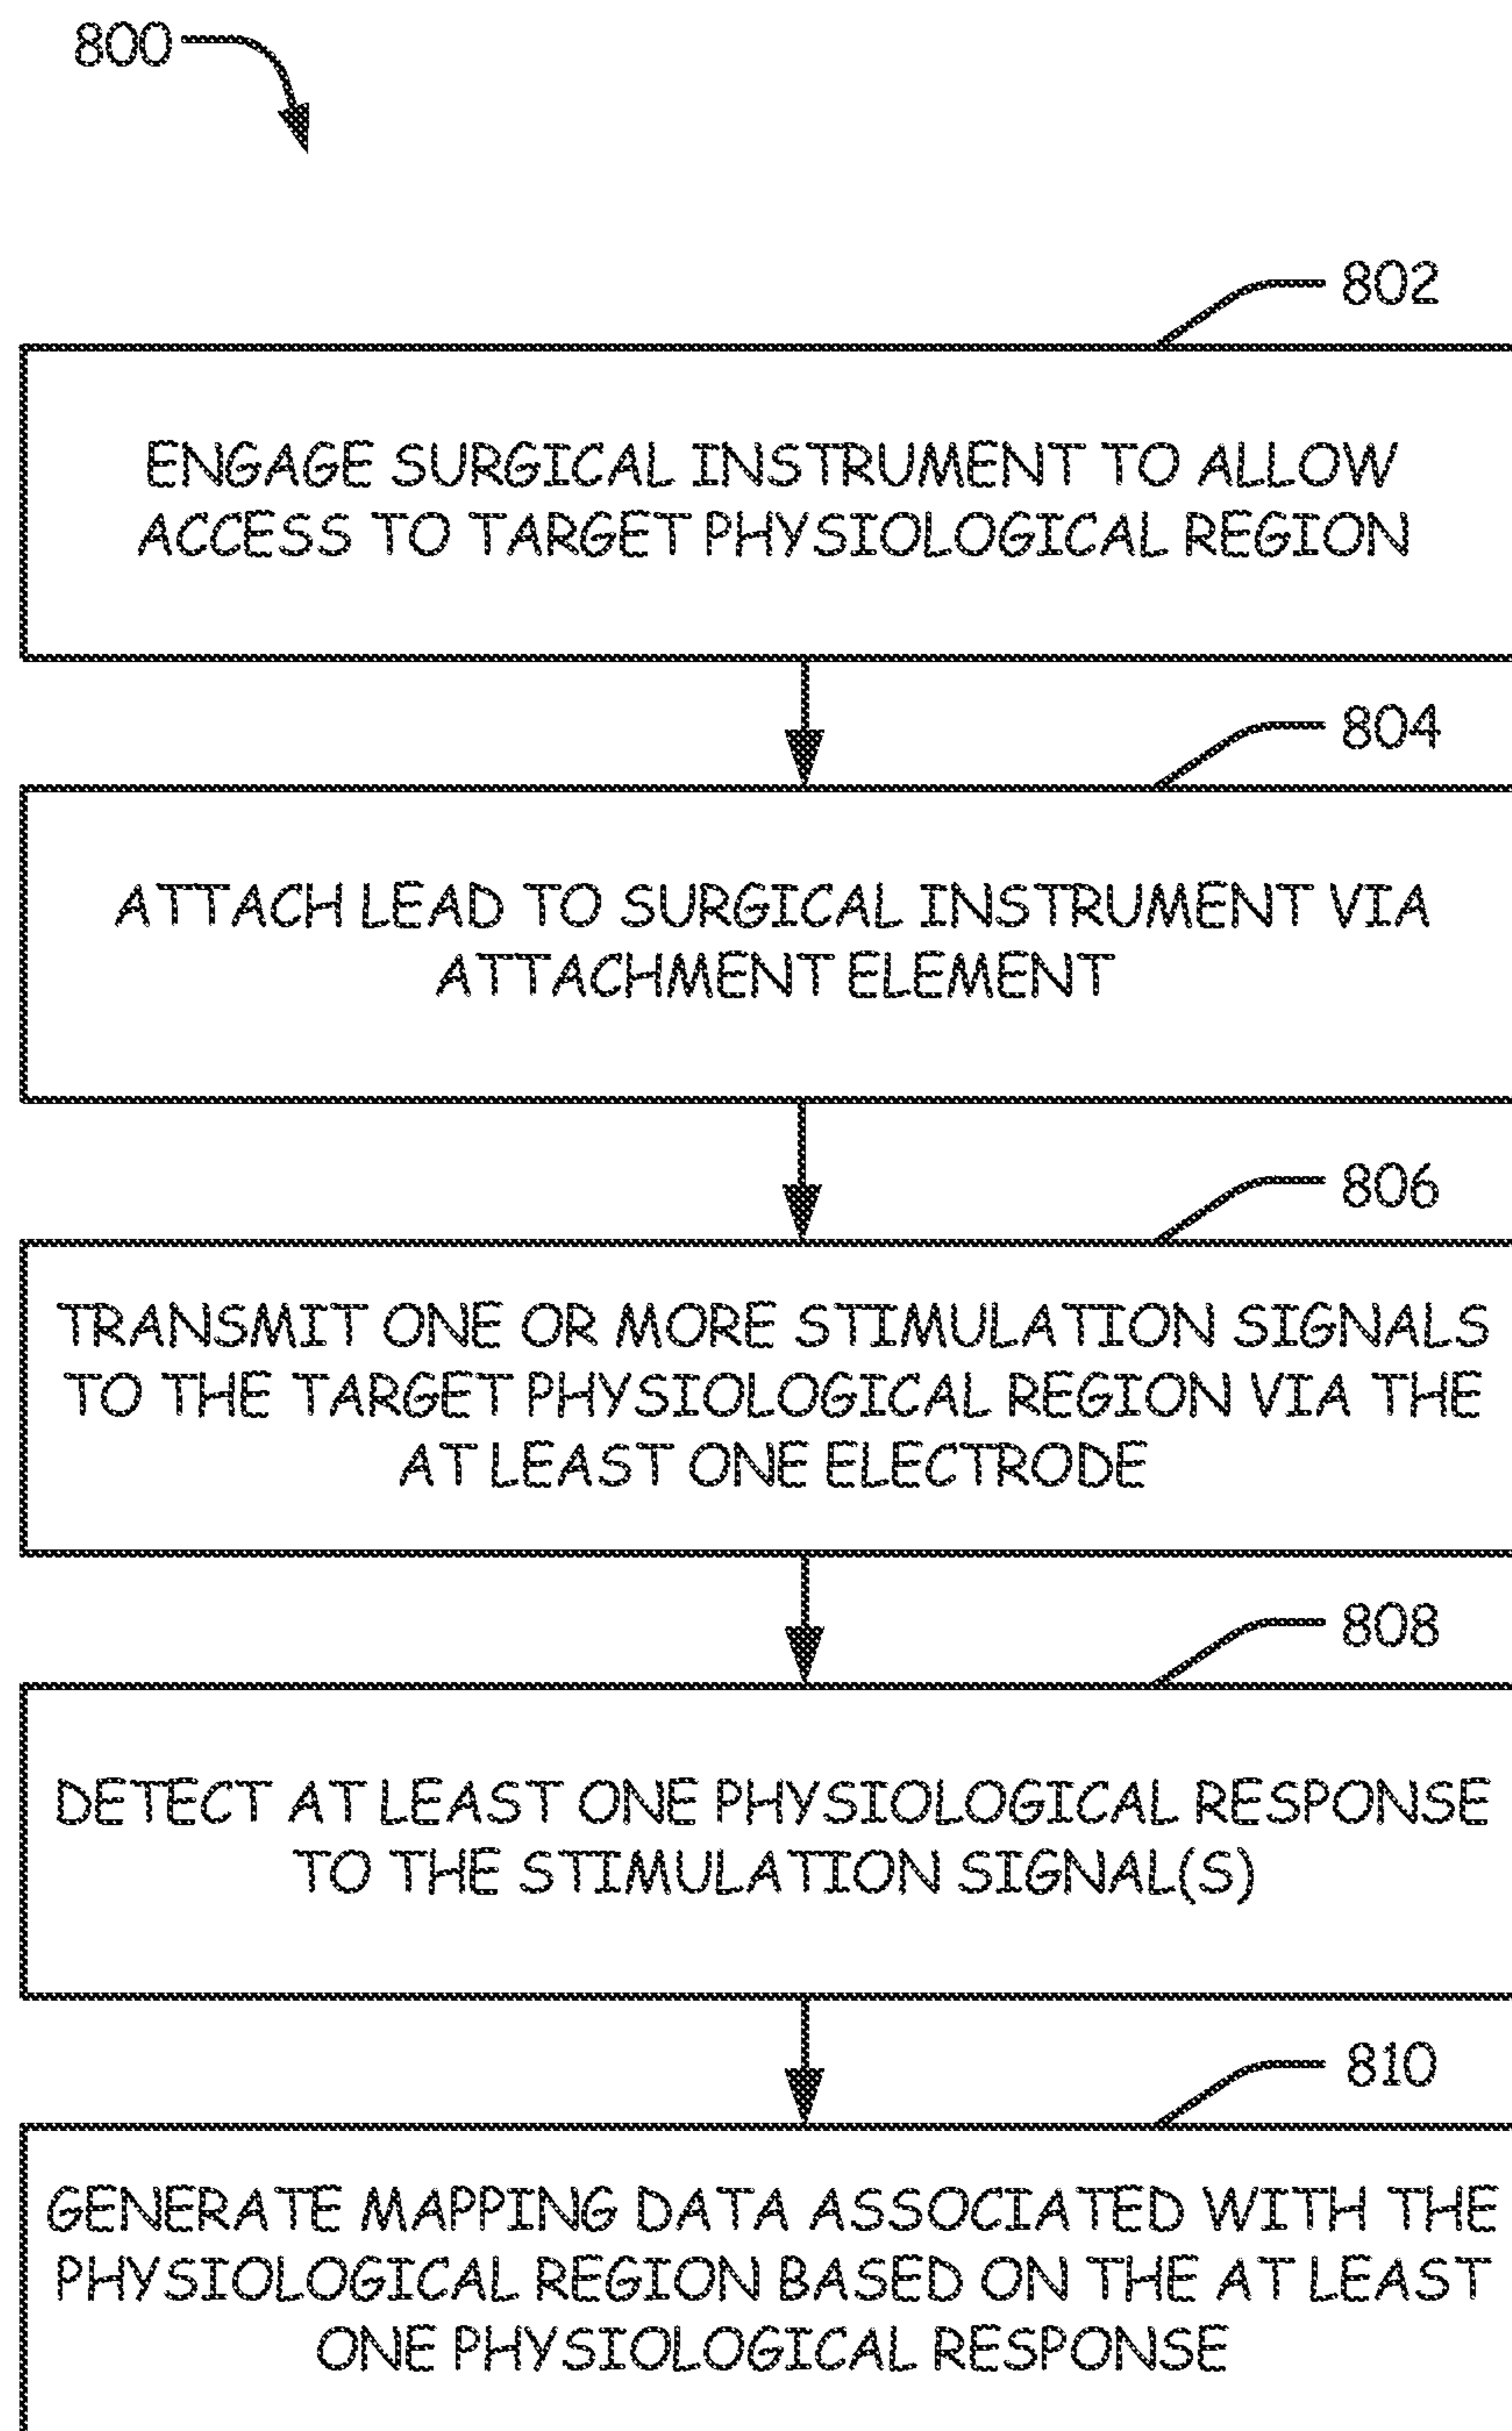 800
802
ENGAGE SURGICAL INSTRUMENT TO ALLOW
ACCESS TO TARGET PHYSIOLOGICAL REGION
804
ATTACH LEAD TO SURGICAL INSTRUMENT VIA
ATTACHMENT ELEMENT
806
TRANSMIT ONE OR MORE STIMULATION SIGNALS
TO THE TARGET PHYSIOLOGICAL REGION VIA THE
AT LEAST ONE ELECTRODE
808
DETECT AT LEAST ONE PHYSIOLOGICAL RESPONSE
TO THE STIMULATION SIGNAL(S)
810
GENERATE MAPPING DATA ASSOCIATED WITH THE
PHYSIOLOGICAL REGION BASED ON THE AT LEAST
ONE PHYSIOLOGICAL RESPONSE